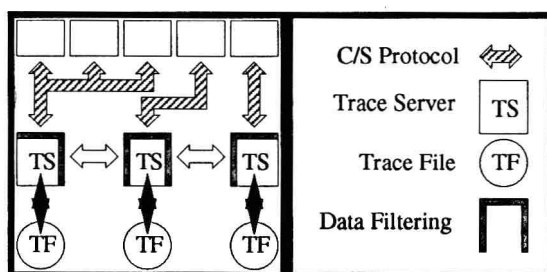 C/S Protocol
Trace Server TS
Trace File TF
Data Filtering
TS TS TS
TF TF TF